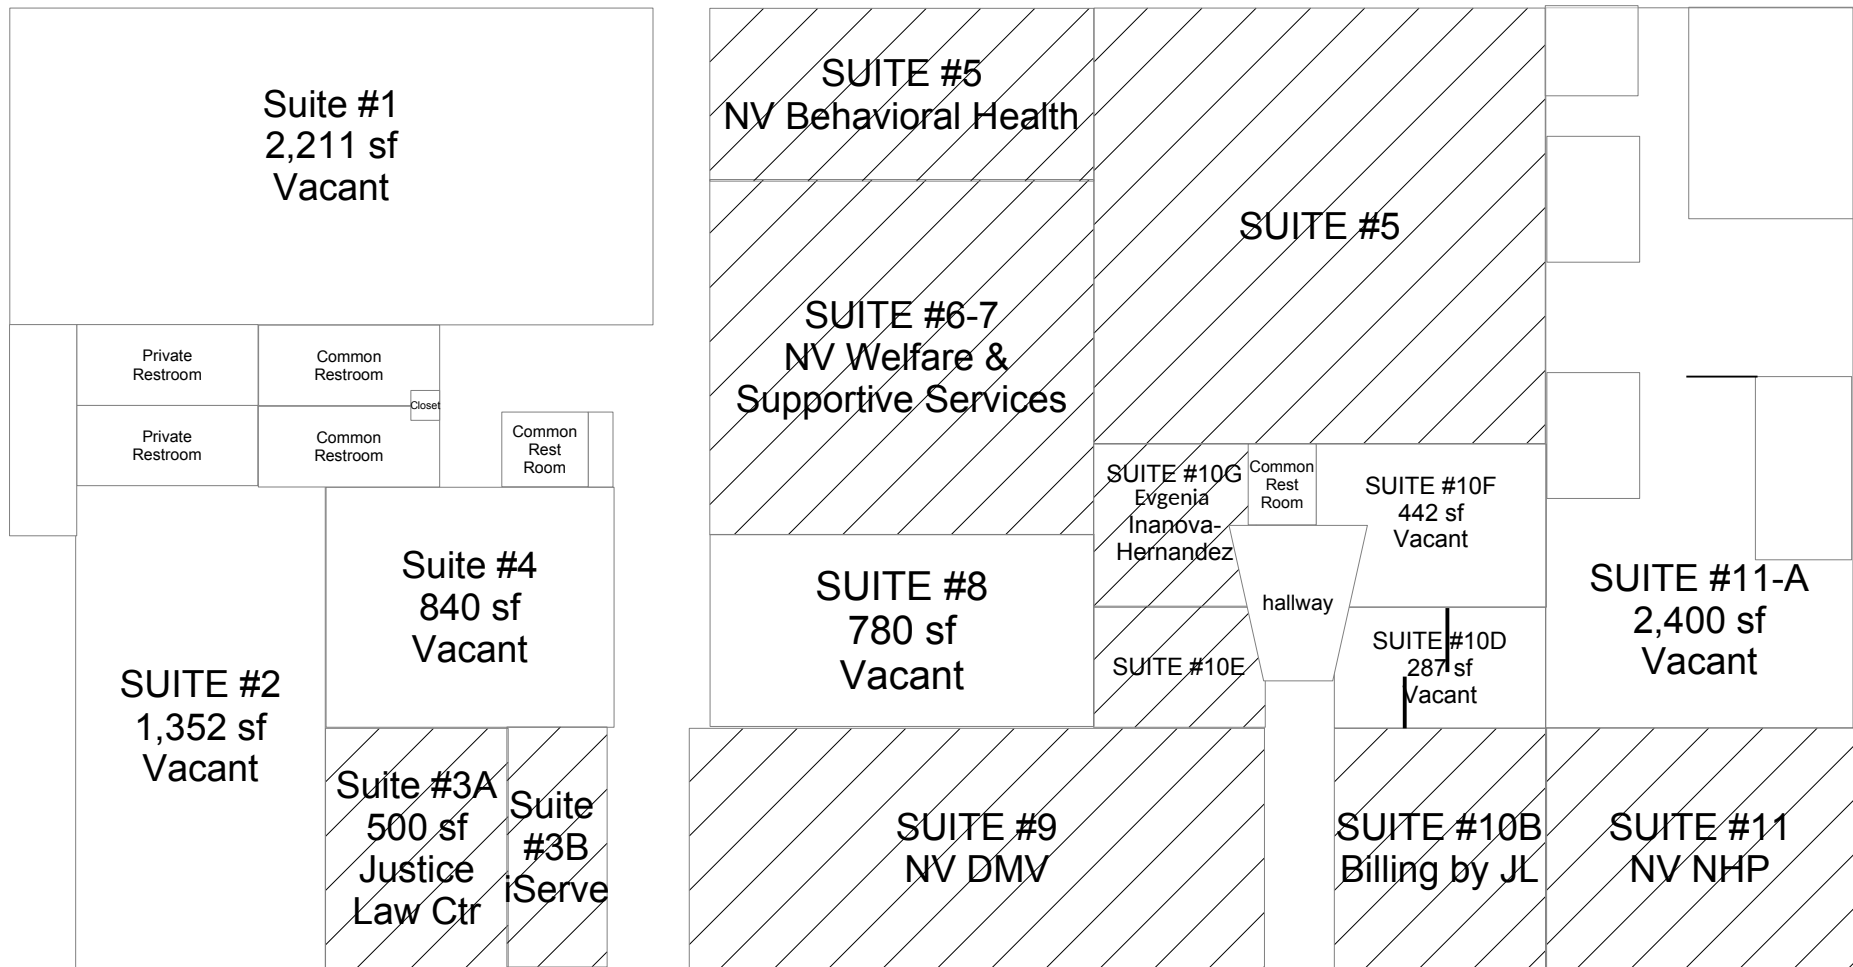 Suite #1
2,211 sf
Vacant
Private
Restroom
Common
Restroom
Closet
Private
Restroom
Common
Restroom
Common
Rest
Room
Suite #4
840 sf
Vacant
SUITE #2
1,352 sf
Vacant
Suite #3A
500 sf
Justice
Law Ctr
Suite
#3B
iServe
SUITE #5
NV Behavioral Health
SUITE #5
SUITE #6-7
NV Welfare &
Supportive Services
SUITE #10G
Evgenia
Inanova-
Hernandez
Common
Rest
Room
SUITE #10F
442 sf
Vacant
SUITE #8
780 sf
Vacant
hallway
SUITE #10E
SUITE #10D
287 sf
Vacant
SUITE #11-A
2,400 sf
Vacant
SUITE #9
NV DMV
SUITE #10B
Billing by JL
SUITE #11
NV NHP